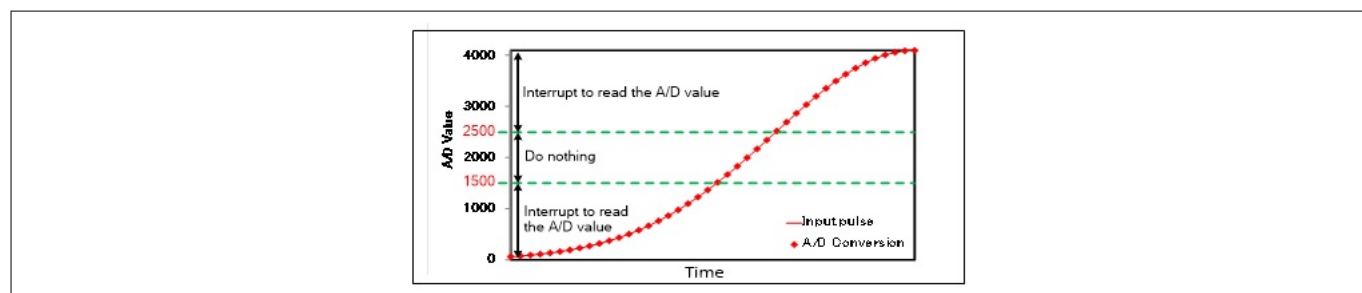 4000
Interrupt to read the A/D value
3000
2500
A/D Value
2000
Do nothing
1500
1000
Interrupt to read
the A/D value
Input pulse
A/D Conversion
0
Time